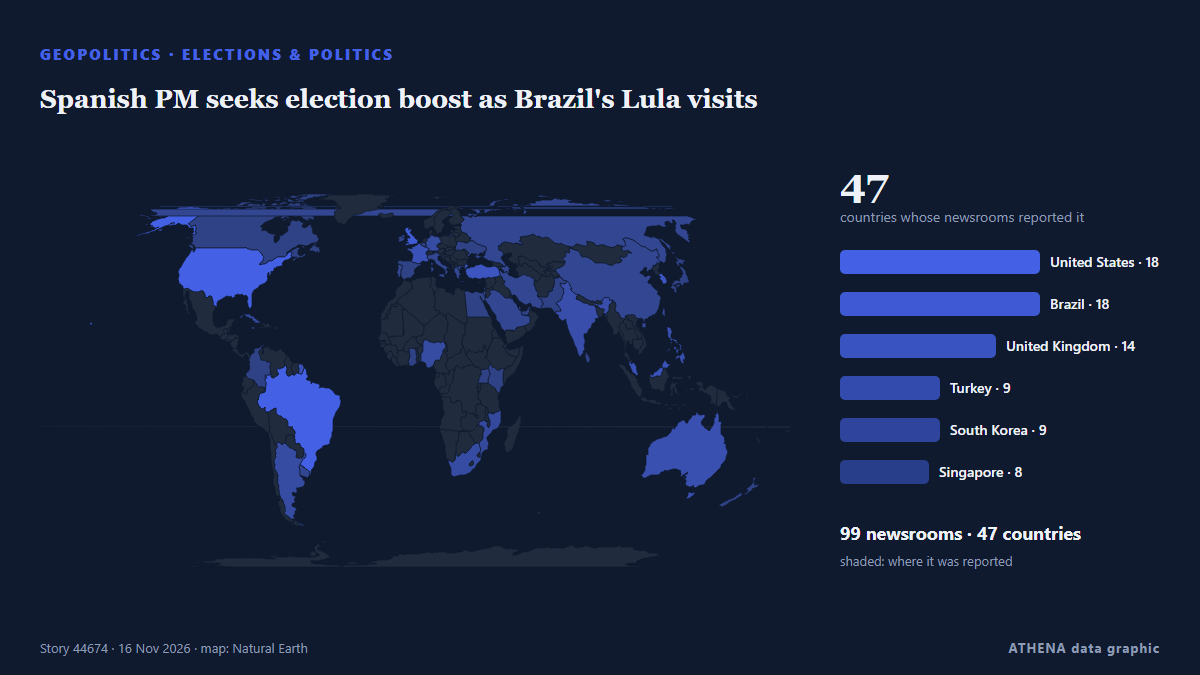 GEOPOLITICS · ELECTIONS & POLITICS
Spanish PM seeks election boost as Brazil's Lula visits
47
countries whose newsrooms reported it
United States · 18
Brazil · 18
United Kingdom · 14
Turkey · 9
South Korea · 9
Singapore · 8
99 newsrooms · 47 countries
shaded: where it was reported
Story 44674 · 16 Nov 2026 · map: Natural Earth
ATHENA data graphic